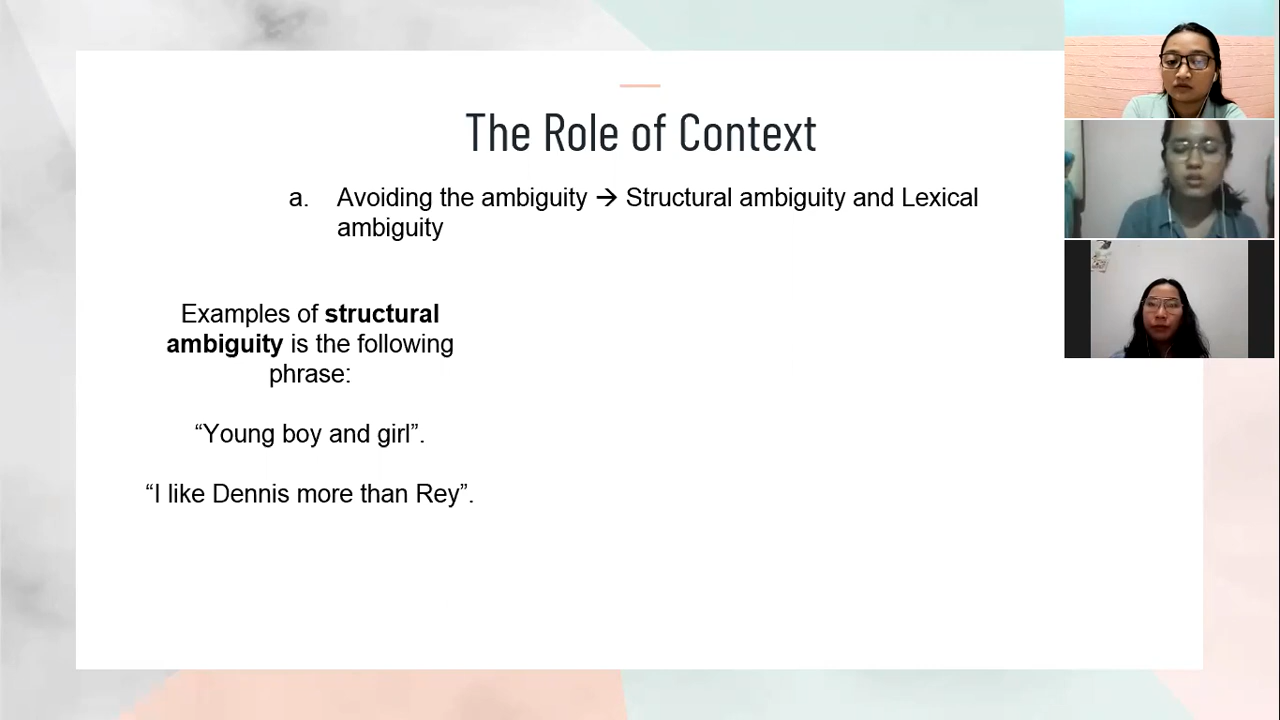 The Role of Context
a. Avoiding the ambiguity → Structural ambiguity and Lexical
ambiguity
Examples of structural
ambiguity is the following
phrase:
“Young boy and girl”.
“I like Dennis more than Rey”.